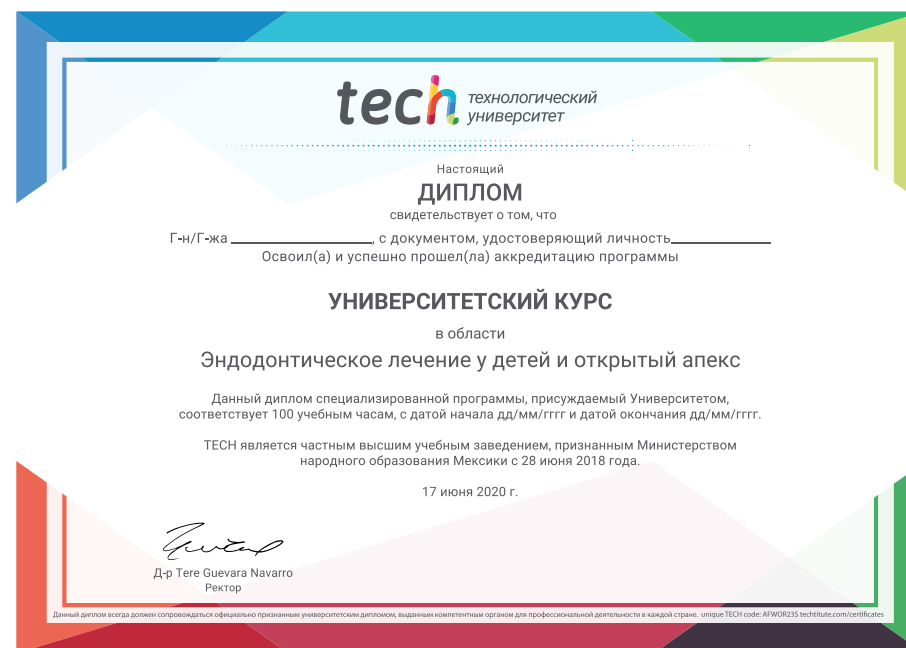 tech технологический
университет
Настоящий
ДИПЛОМ
свидетельствует о том, что
Г-н/Г-жа ____________________, с документом, удостоверяющий личность______________
Освоил(а) и успешно прошел(ла) аккредитацию программы
УНИВЕРСИТЕТСКИЙ КУРС
в области
Эндодонтическое лечение у детей и открытый апекс
Данный диплом специализированной программы, присуждаемый Университетом,
соответствует 100 учебным часам, с датой начала дд/мм/гггг и датой окончания дд/мм/гггг.
TECH является частным высшим учебным заведением, признанным Министерством
народного образования Мексики с 28 июня 2018 года.
17 июня 2020 г.
Д-р Tere Guevara Navarro
Ректор
Данный диплом всегда должен сопровождаться официально признанным университетским дипломом, выданным компетентным органом для профессиональной деятельности в каждой стране. unique TECH code: AFWOR23S techtitute.com/certificates